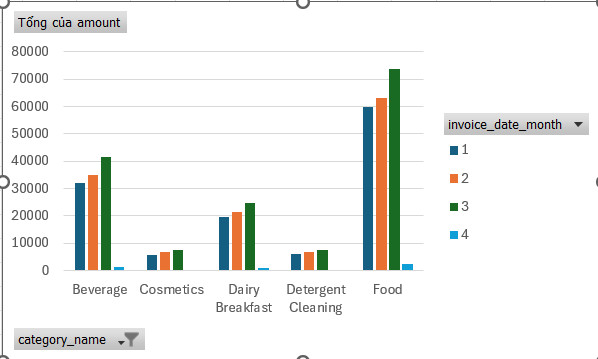 Tổng của amount
80000
70000
60000
50000
40000
30000
20000
10000
0
Beverage
Cosmetics
Dairy
Breakfast
Detergent
Cleaning
Food
invoice_date_month
1
2
3
4
category_name